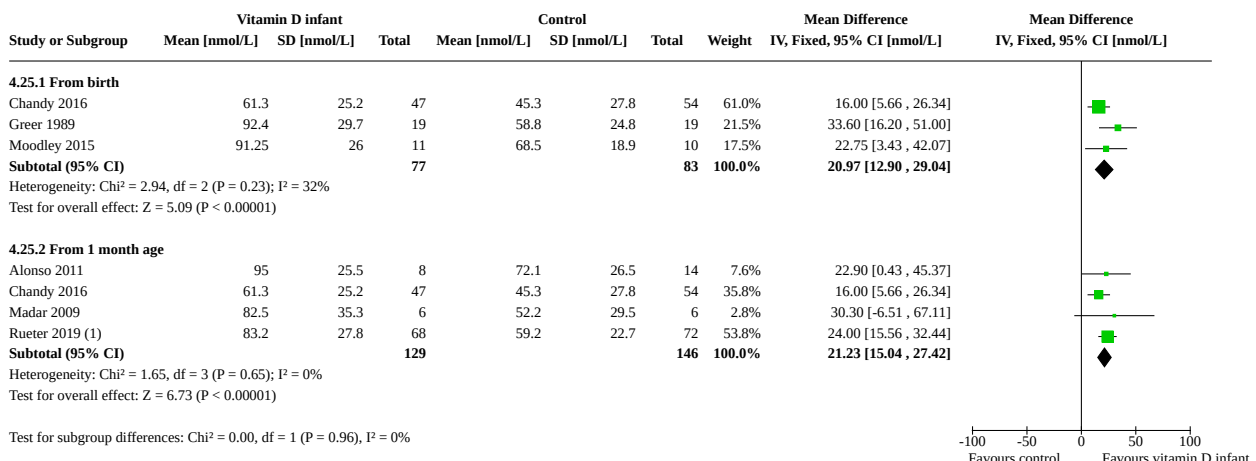 Vitamin D infant Control Mean Difference Mean Difference
Study or Subgroup Mean [nmol/L] SD [nmol/L] Total Mean [nmol/L] SD [nmol/L] Total Weight IV, Fixed, 95% CI [nmol/L] IV, Fixed, 95% CI [nmol/L]
4.25.1 From birth
Chandy 2016 61.3 25.2 47 45.3 27.8 54 61.0% 16.00 [5.66 , 26.34]
Greer 1989 92.4 29.7 19 58.8 24.8 19 21.5% 33.60 [16.20 , 51.00]
Moodley 2015 91.25 26 11 68.5 18.9 10 17.5% 22.75 [3.43 , 42.07]
Subtotal (95% CI) 77 83 100.0% 20.97 [12.90 , 29.04]
Heterogeneity: Chi² = 2.94, df = 2 (P = 0.23); I² = 32%
Test for overall effect: Z = 5.09 (P < 0.00001)
4.25.2 From 1 month age
Alonso 2011 95 25.5 8 72.1 26.5 14 7.6% 22.90 [0.43 , 45.37]
Chandy 2016 61.3 25.2 47 45.3 27.8 54 35.8% 16.00 [5.66 , 26.34]
Madar 2009 82.5 35.3 6 52.2 29.5 6 2.8% 30.30 [-6.51 , 67.11]
Rueter 2019 (1) 83.2 27.8 68 59.2 22.7 72 53.8% 24.00 [15.56 , 32.44]
Subtotal (95% CI) 129 146 100.0% 21.23 [15.04 , 27.42]
Heterogeneity: Chi² = 1.65, df = 3 (P = 0.65); I² = 0%
Test for overall effect: Z = 6.73 (P < 0.00001)
Test for subgroup differences: Chi² = 0.00, df = 1 (P = 0.96), I² = 0%
-100 -50 0 50 100
Favours control Favours vitamin D infant